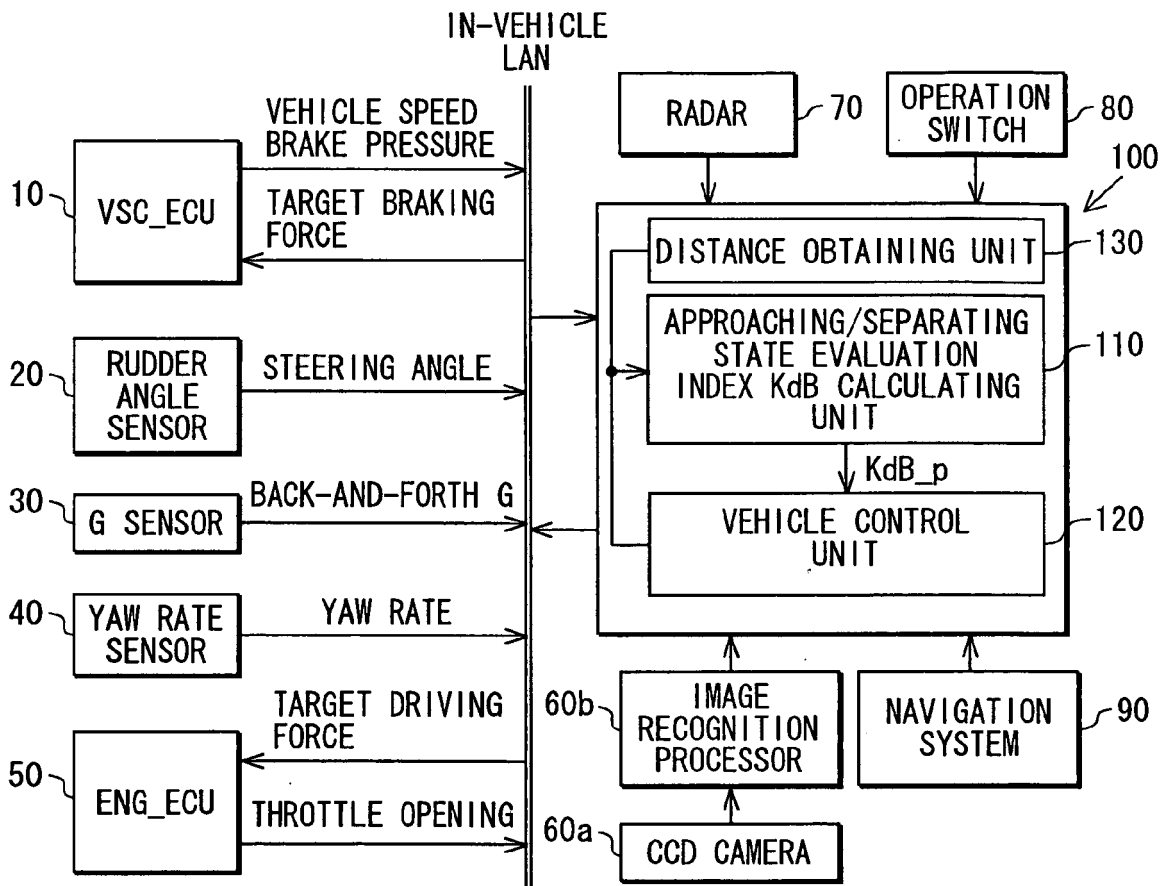 IN-VEHICLE
LAN
VEHICLE SPEED
BRAKE PRESSURE
10
VSC_ECU
TARGET BRAKING
FORCE
20
RUDDER
ANGLE
SENSOR
STEERING ANGLE
30
G SENSOR
BACK-AND-FORTH G
40
YAW RATE
SENSOR
YAW RATE
TARGET DRIVING
FORCE
50
ENG_ECU
THROTTLE OPENING
RADAR
70
OPERATION
SWITCH
80
100
DISTANCE OBTAINING UNIT
130
APPROACHING/SEPARATING
STATE EVALUATION
INDEX KdB CALCULATING
UNIT
110
KdB_p
VEHICLE CONTROL
UNIT
120
60b
IMAGE
RECOGNITION
PROCESSOR
NAVIGATION
SYSTEM
90
60a
CCD CAMERA